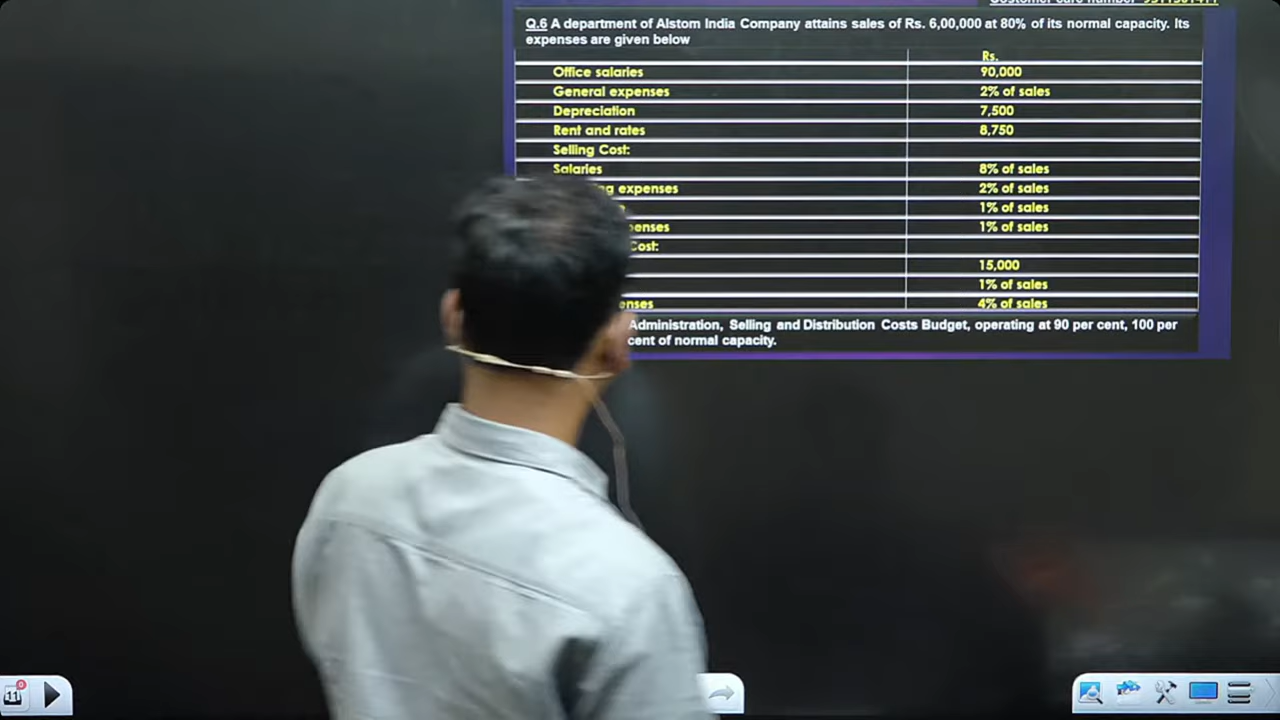 Customer care number
Q.6 A department of Alstom India Company attains sales of Rs. 6,00,000 at 80% of its normal capacity. Its
expenses are given below
Rs.
Office salaries 90,000
General expenses 2% of sales
Depreciation 7,500
Rent and rates 8,750
Selling Cost:
Salaries 8% of sales
expenses 2% of sales
1% of sales
1% of sales
Cost:
15,000
1% of sales
4% of sales
Administration, Selling and Distribution Costs Budget, operating at 90 per cent, 100 per
cent of normal capacity.
11